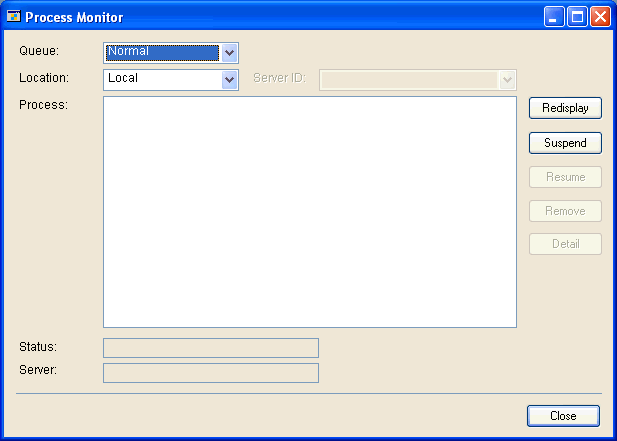 Process Monitor
Queue: Normal
Location: Local Server ID:
Process:
Redisplay
Suspend
Resume
Remove
Detail
Status:
Server:
Close